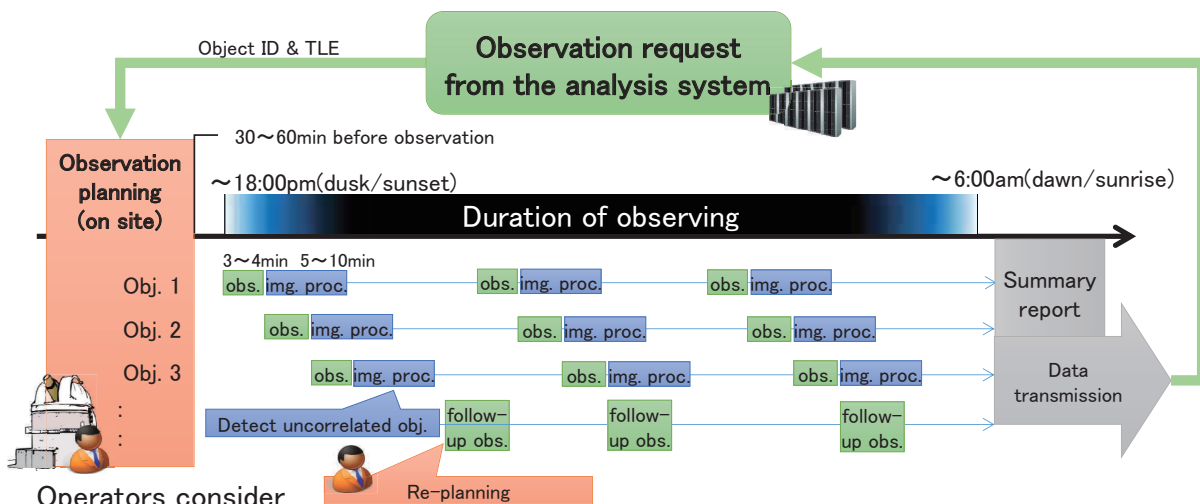 Object ID & TLE
Observation request
from the analysis system
30～60min before observation
Observation
planning
(on site)
～18:00pm(dusk/sunset)
～6:00am(dawn/sunrise)
Duration of observing
3～4min 5～10min
Obj. 1
obs. img. proc. obs. img. proc. obs. img. proc.
Obj. 2
obs. img. proc. obs. img. proc. obs. img. proc.
Obj. 3
obs. img. proc. obs. img. proc. obs. img. proc.
:
:
Summary
report
Data
transmission
Detect uncorrelated obj.
follow-
up obs.
follow-
up obs.
follow-
up obs.
Re-planning
Operators consider